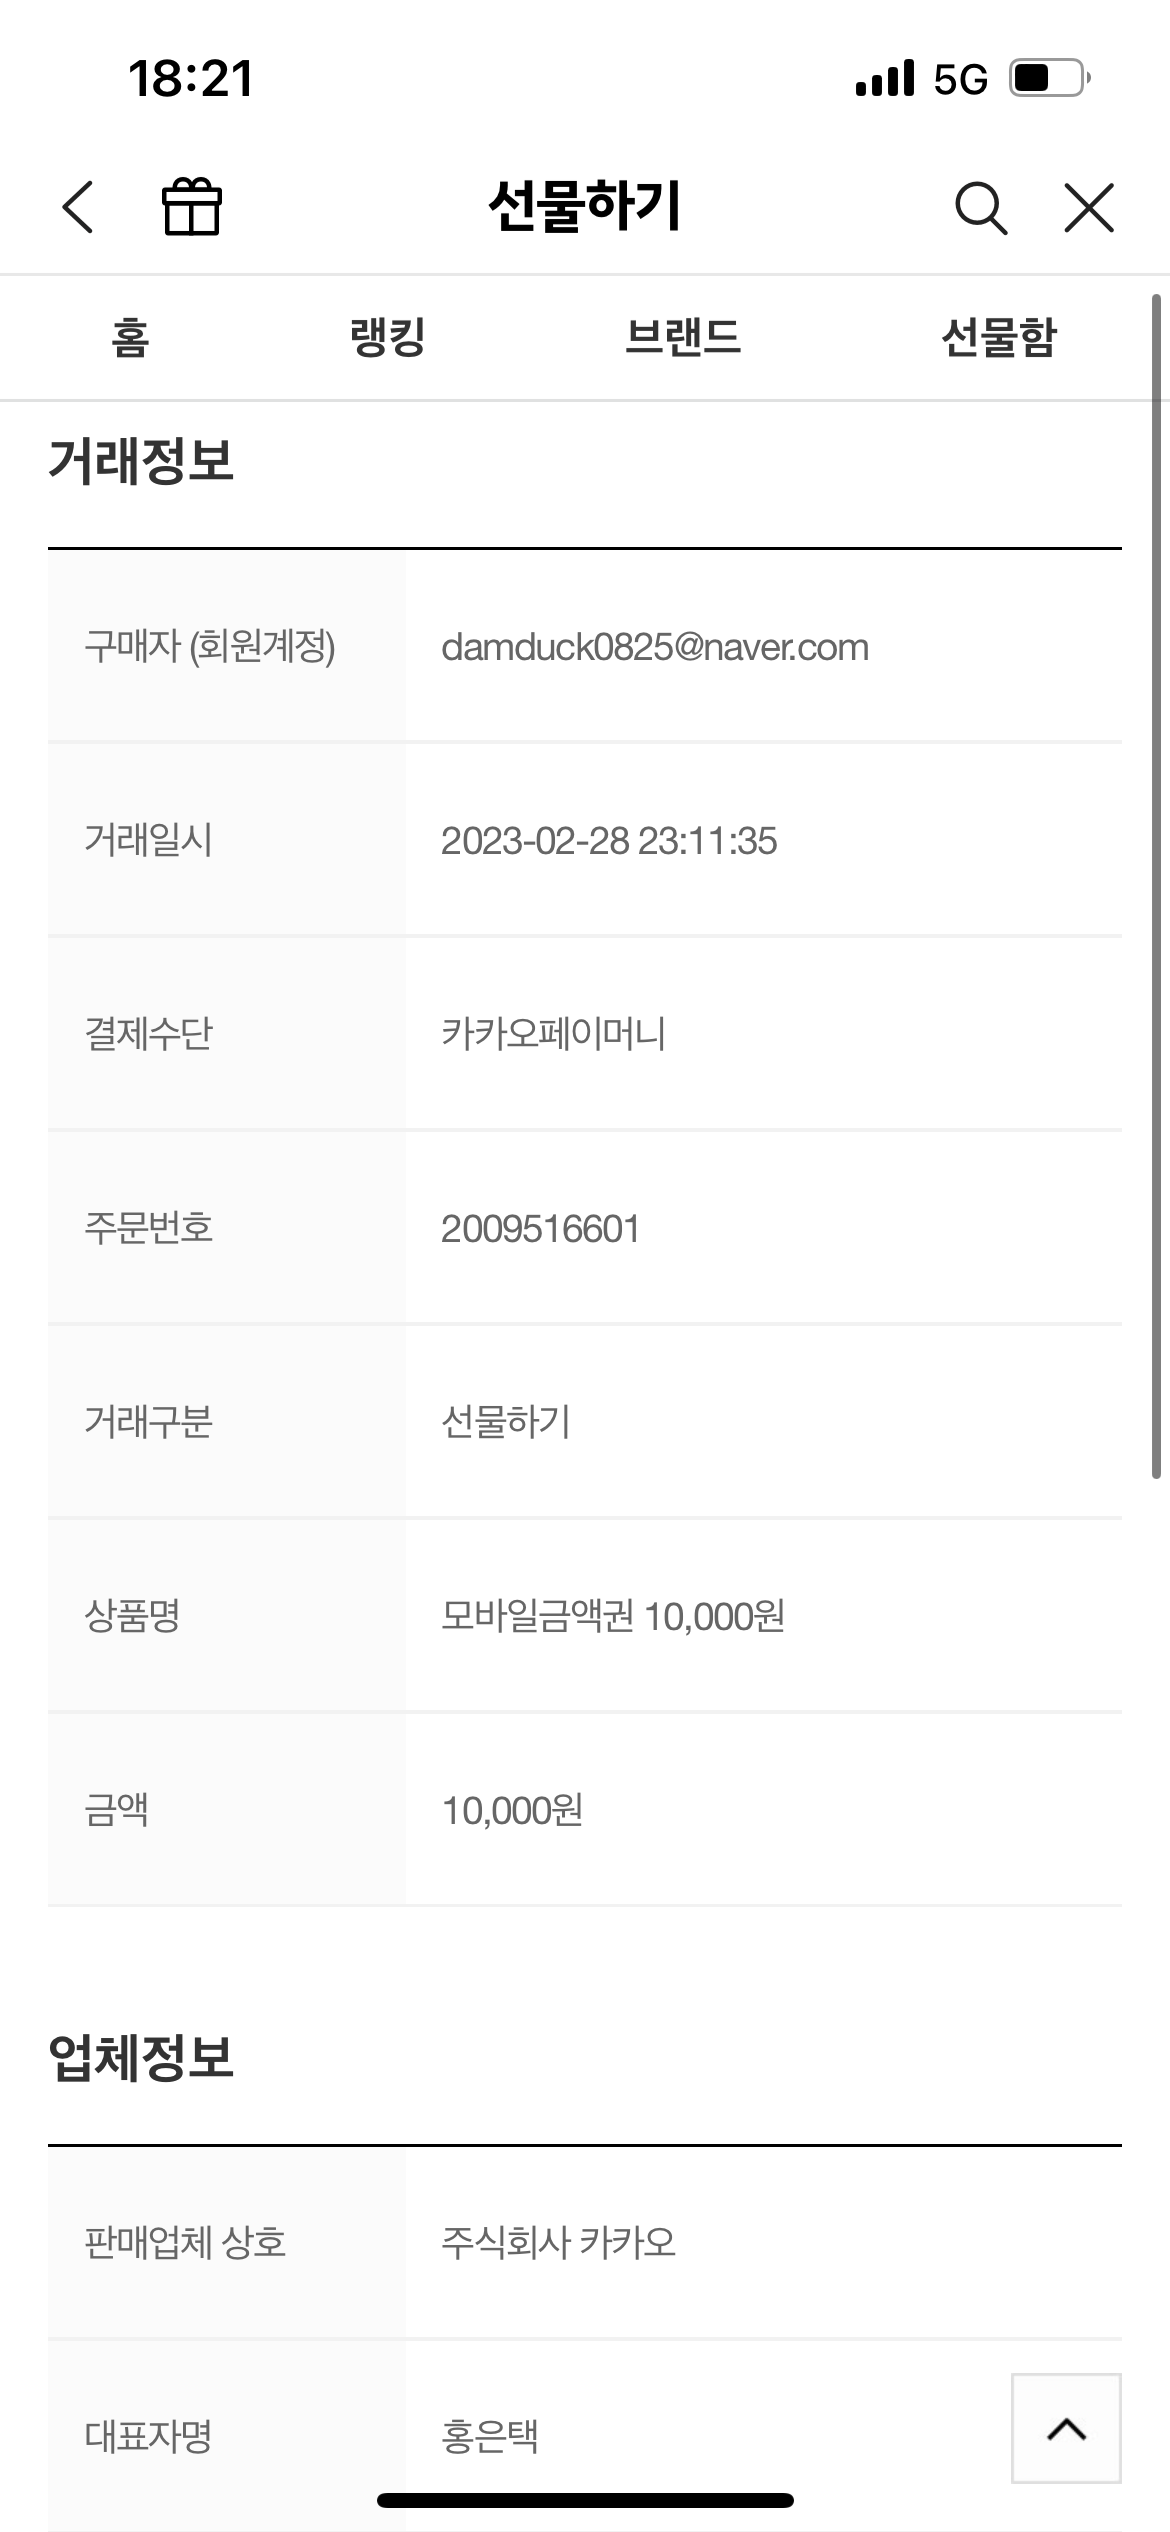 18:21 5G
선물하기
홈 랭킹 브랜드 선물함
거래정보
구매자 (회원계정) damduck0825@naver.com
거래일시 2023-02-28 23:11:35
결제수단 카카오페이머니
주문번호 2009516601
거래구분 선물하기
상품명 모바일금액권 10,000원
금액 10,000원
업체정보
판매업체 상호 주식회사 카카오
대표자명 홍은택